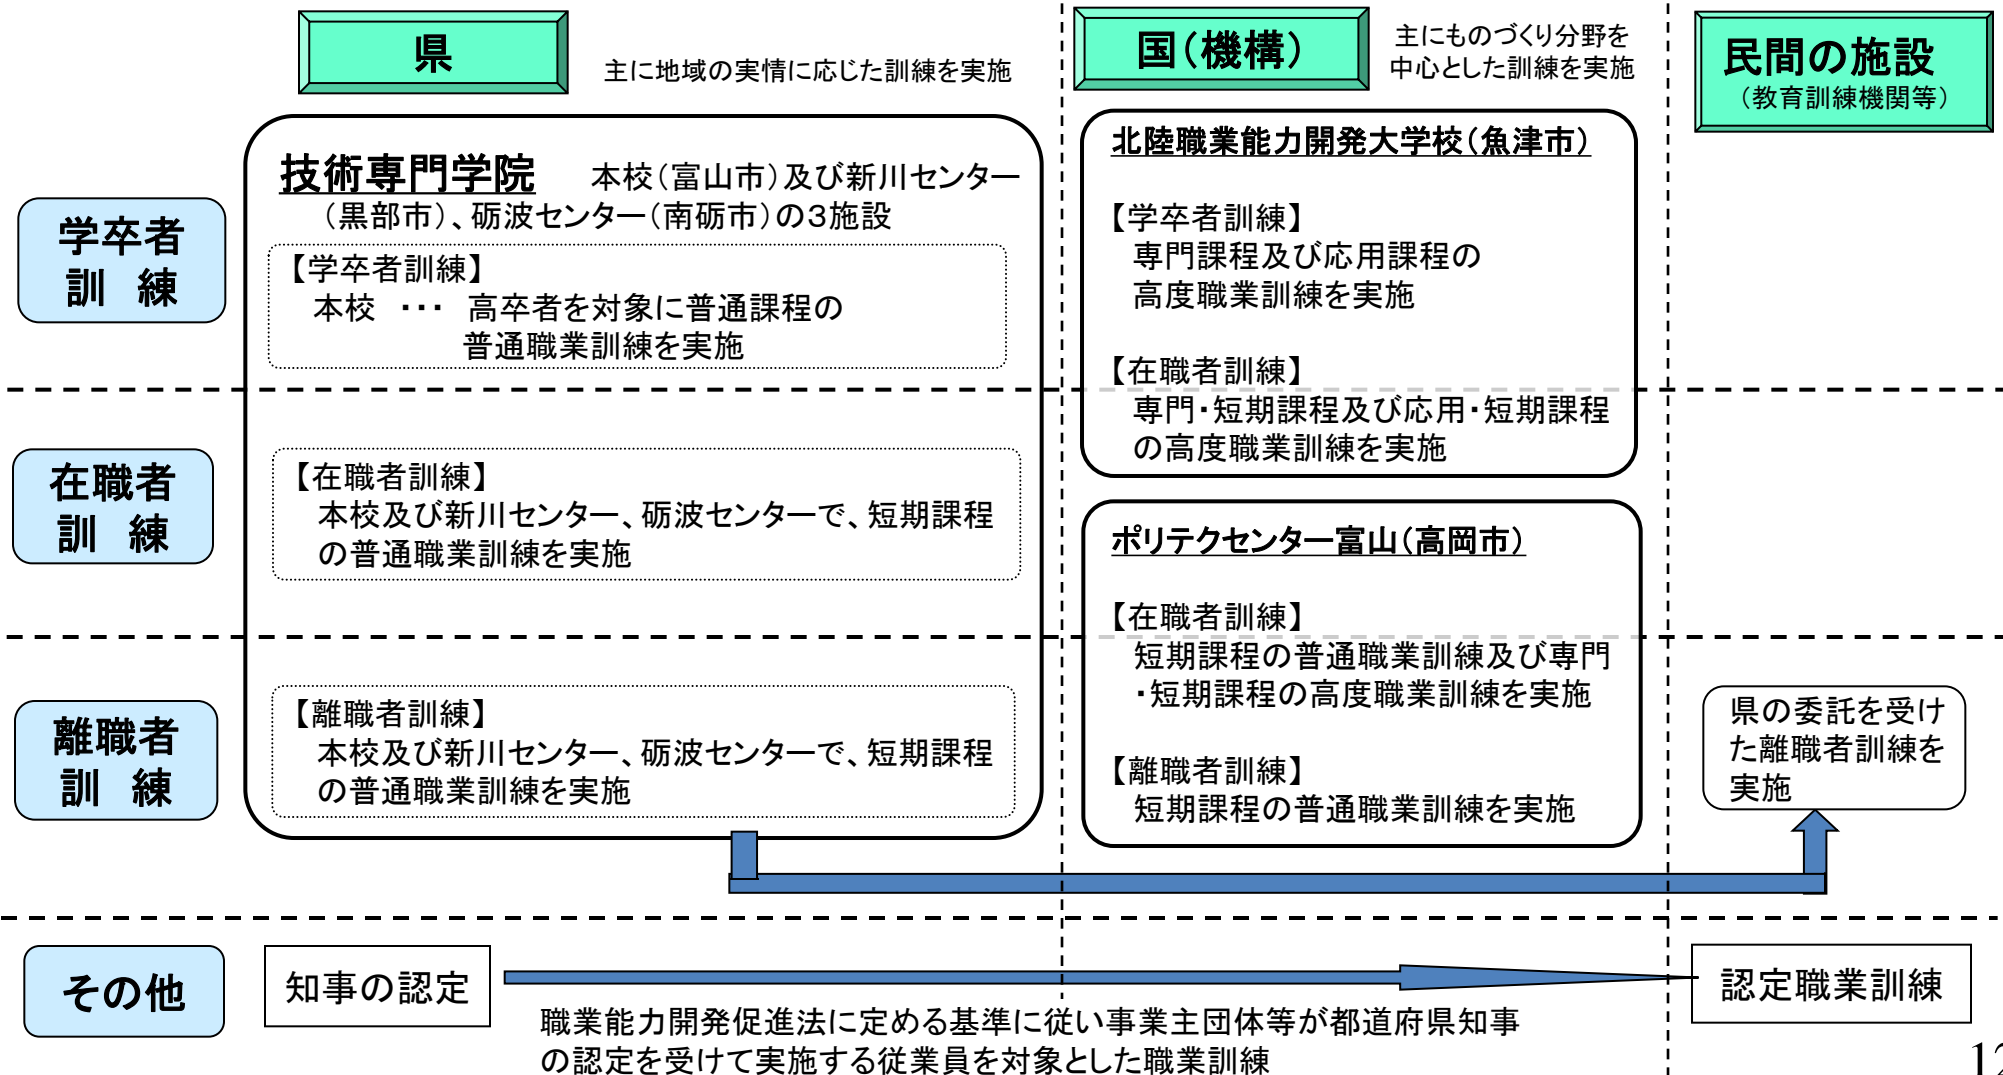 県
主に地域の実情に応じた訓練を実施
国(機構)
主にものづくり分野を
中心とした訓練を実施
民間の施設
(教育訓練機関等)
学卒者
訓 練
在職者
訓 練
離職者
訓 練
技術専門学院 本校(富山市)及び新川センター
(黒部市)、砺波センター(南砺市)の3施設
【学卒者訓練】
本校 ・・・ 高卒者を対象に普通課程の
普通職業訓練を実施
【在職者訓練】
本校及び新川センター、砺波センターで、短期課程
の普通職業訓練を実施
【離職者訓練】
本校及び新川センター、砺波センターで、短期課程
の普通職業訓練を実施
北陸職業能力開発大学校(魚津市)
【学卒者訓練】
専門課程及び応用課程の
高度職業訓練を実施
【在職者訓練】
専門・短期課程及び応用・短期課程
の高度職業訓練を実施
ポリテクセンター富山(高岡市)
【在職者訓練】
短期課程の普通職業訓練及び専門
・短期課程の高度職業訓練を実施
【離職者訓練】
短期課程の普通職業訓練を実施
県の委託を受け
た離職者訓練を
実施
その他
知事の認定
認定職業訓練
職業能力開発促進法に定める基準に従い事業主団体等が都道府県知事
の認定を受けて実施する従業員を対象とした職業訓練
12